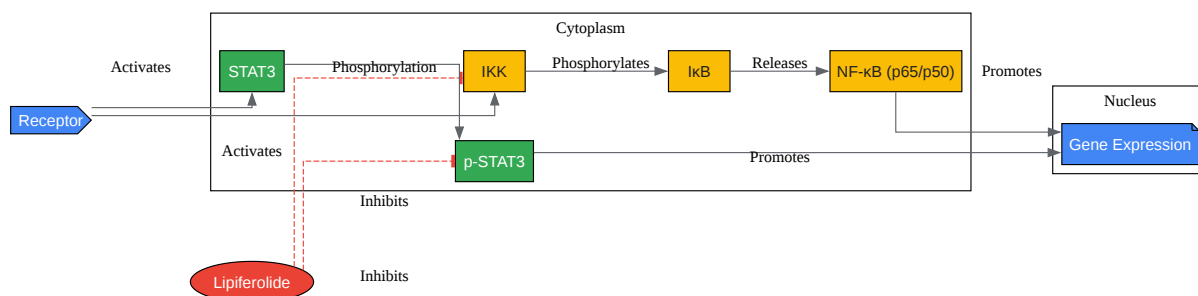 Cytoplasm
Activates
STAT3
Phosphorylation
IKK
Phosphorylates
IκB
Releases
NF-κB (p65/p50)
Promotes
Nucleus
Receptor
Gene Expression
Activates
p-STAT3
Promotes
Inhibits
Lipiferolide
Inhibits